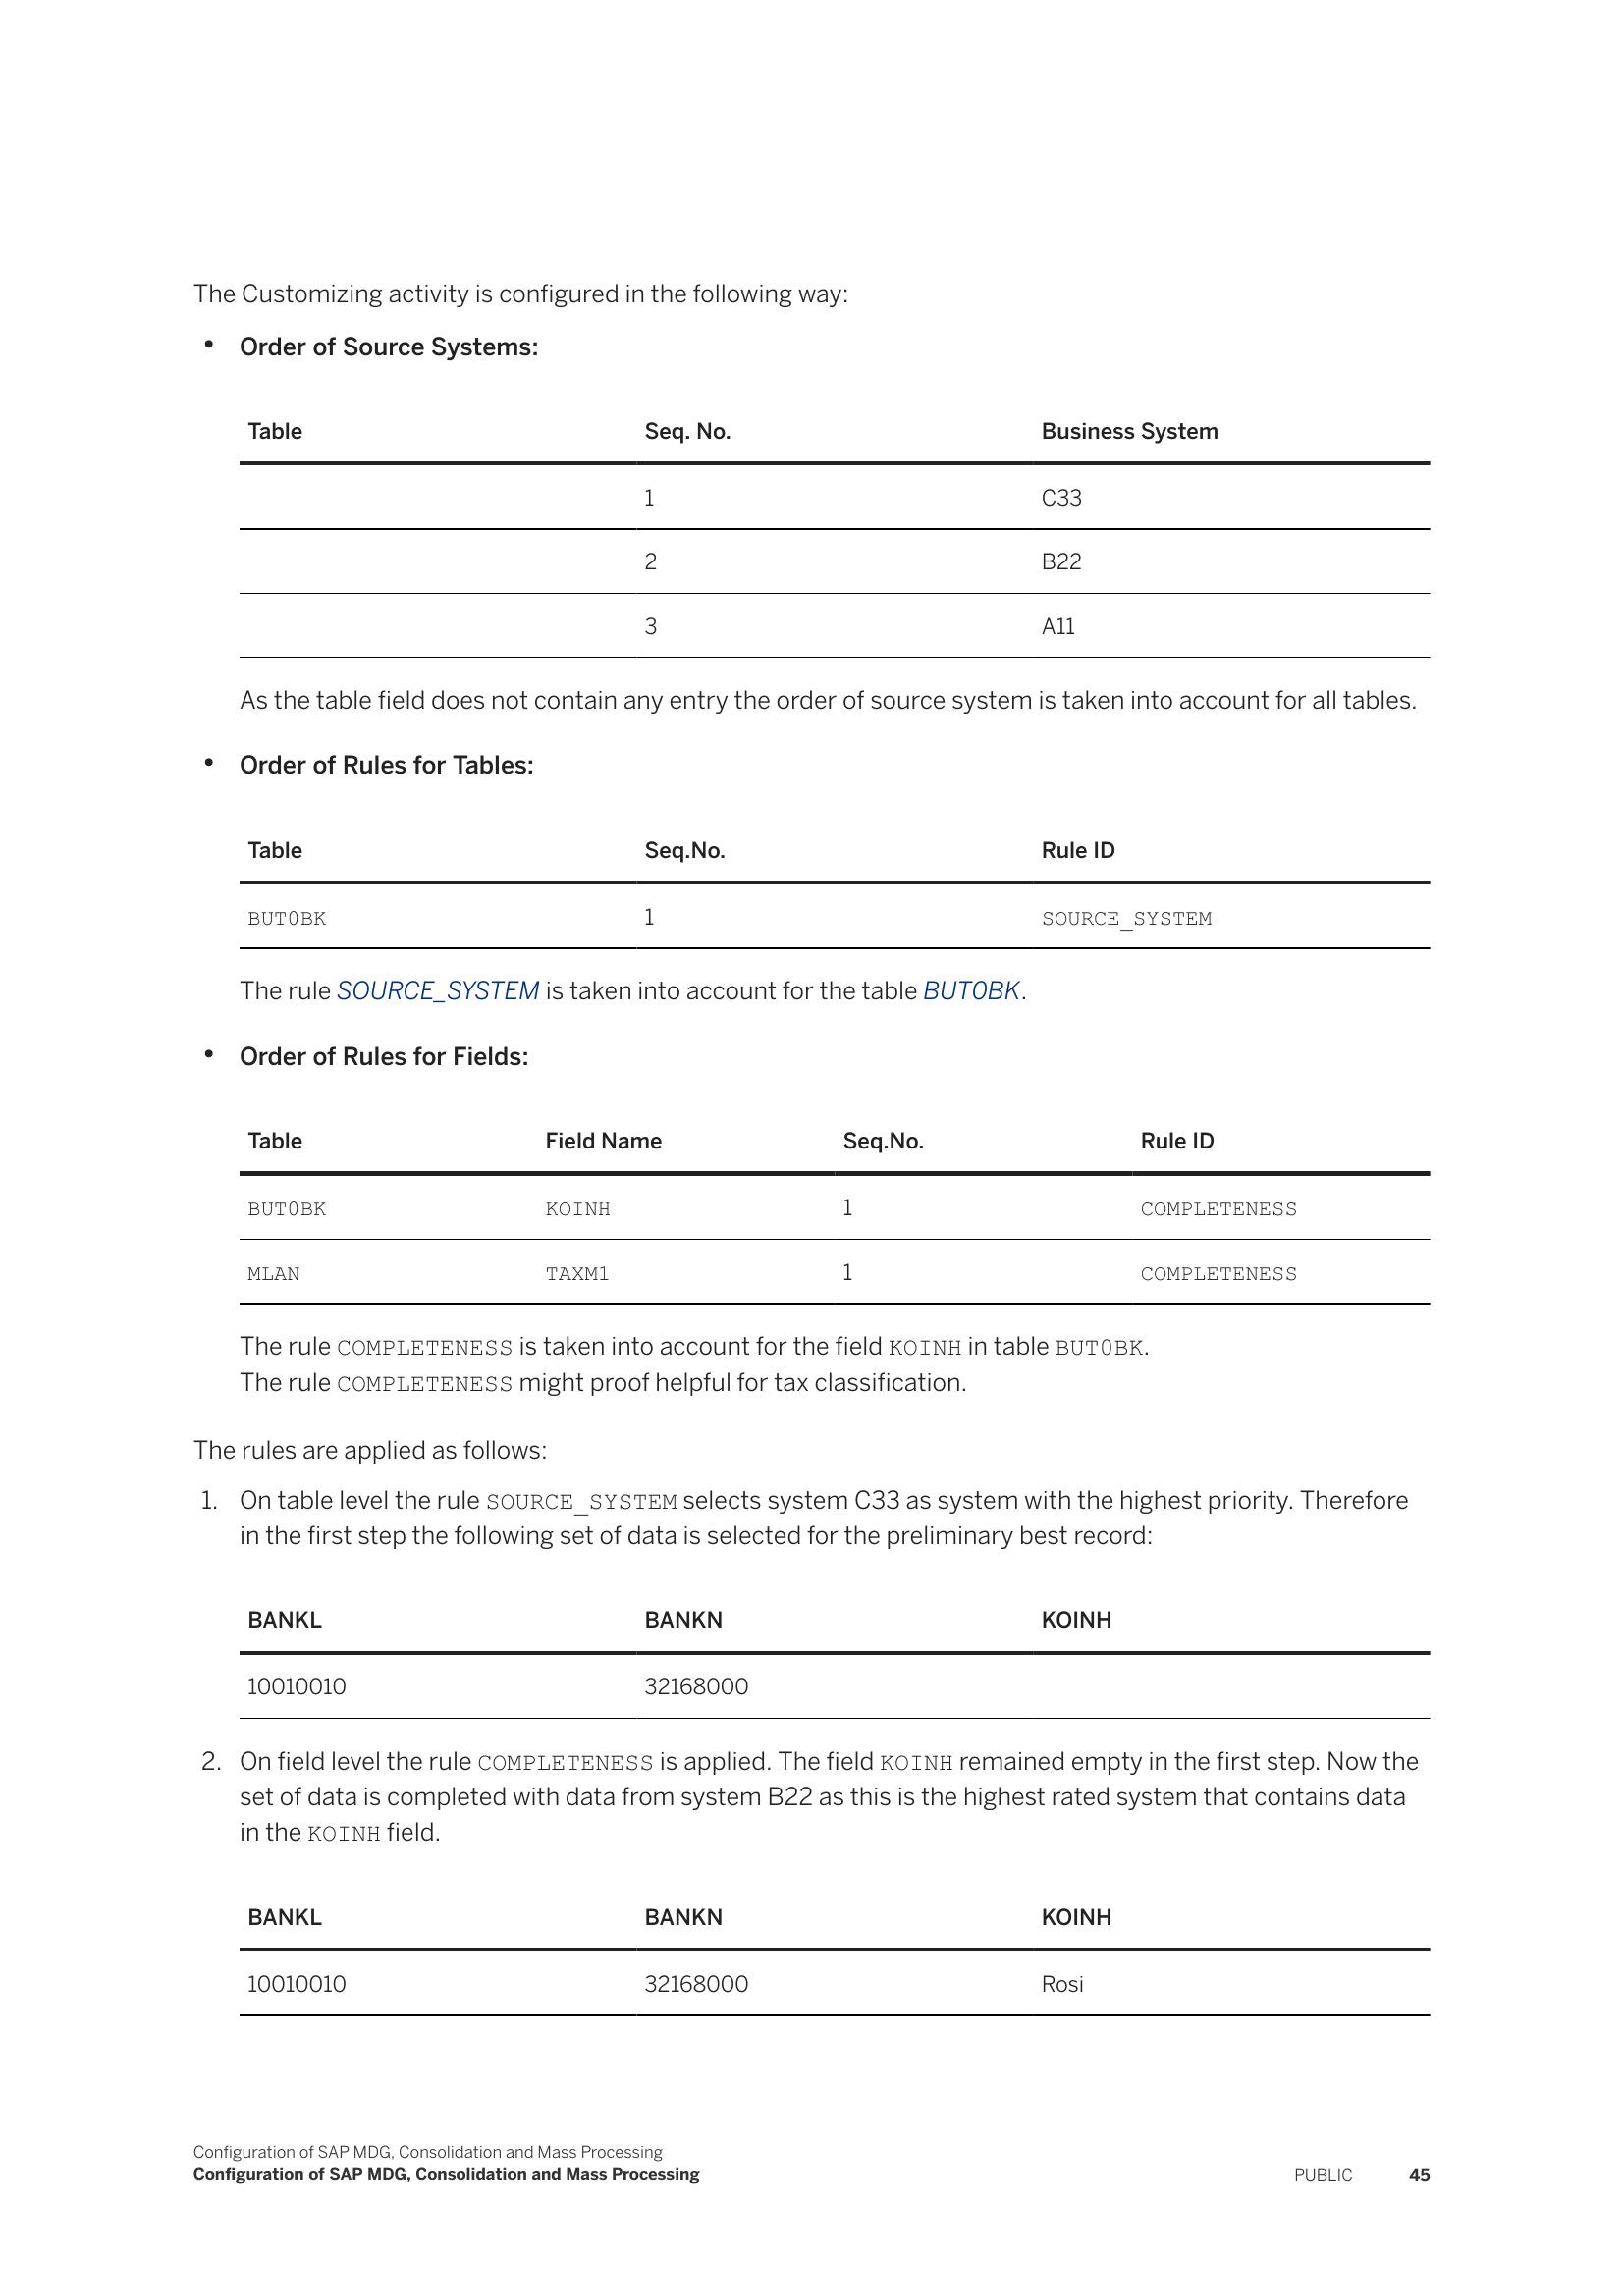 The Customizing activity is configured in the following way:
• Order of Source Systems:
Table Seq. No. Business System
1 C33
2 B22
3 A11
As the table field does not contain any entry the order of source system is taken into account for all tables.
• Order of Rules for Tables:
Table Seq.No. Rule ID
BUT0BK 1 SOURCE_SYSTEM
The rule SOURCE_SYSTEM is taken into account for the table BUT0BK.
• Order of Rules for Fields:
Table Field Name Seq.No. Rule ID
BUT0BK KOINH 1 COMPLETENESS
MLAN TAXM1 1 COMPLETENESS
The rule COMPLETENESS is taken into account for the field KOINH in table BUT0BK.
The rule COMPLETENESS might proof helpful for tax classification.
The rules are applied as follows:
1. On table level the rule SOURCE_SYSTEM selects system C33 as system with the highest priority. Therefore
in the first step the following set of data is selected for the preliminary best record:
BANKL BANKN KOINH
10010010 32168000
2. On field level the rule COMPLETENESS is applied. The field KOINH remained empty in the first step. Now the
set of data is completed with data from system B22 as this is the highest rated system that contains data
in the KOINH field.
BANKL BANKN KOINH
10010010 32168000 Rosi
Configuration of SAP MDG, Consolidation and Mass Processing
Configuration of SAP MDG, Consolidation and Mass Processing PUBLIC 45